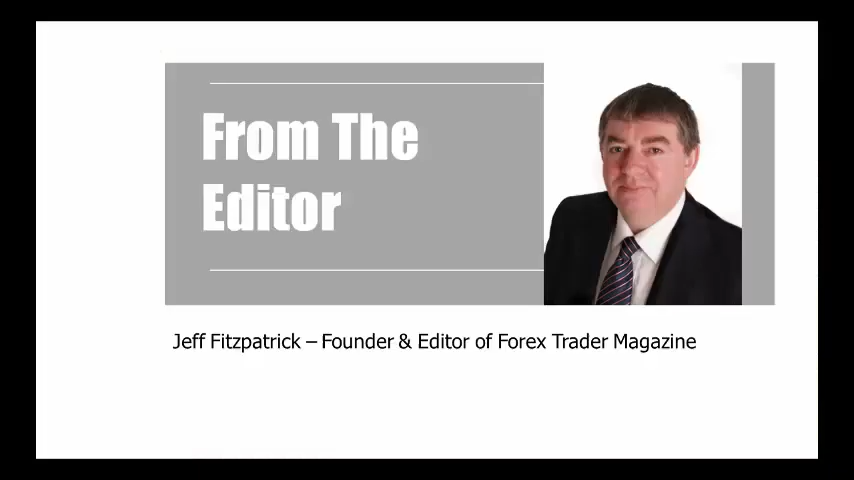 From The
Editor
Jeff Fitzpatrick – Founder & Editor of Forex Trader Magazine